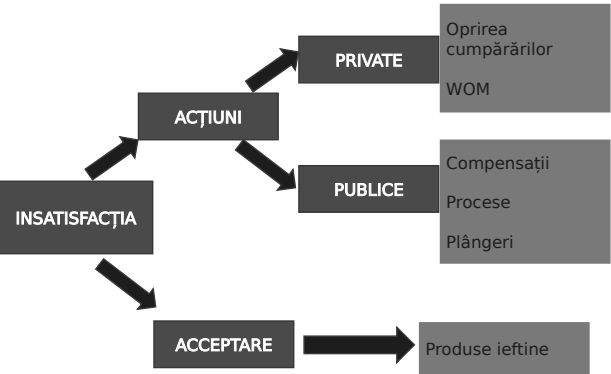 Oprirea
cumpărărilor
WOM
PRIVATE
ACȚIUNI
Compensații
PUBLICE
Procese
Plângeri
INSATISFACȚIA
ACCEPTARE
Produse ieftine